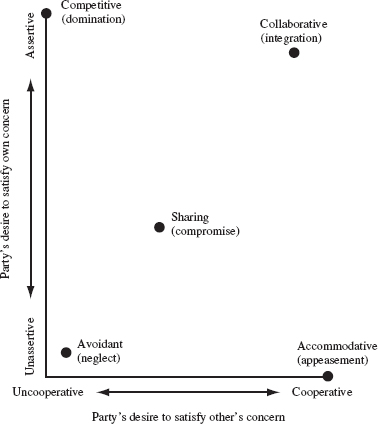 Competitive
(domination)
Collaborative
(integration)
Assertive
Party's desire to satisfy own concern
Sharing
(compromise)
Unassertive
Avoidant
(neglect)
Accommodative
(appeasement)
Uncooperative
Cooperative
Party's desire to satisfy other's concern